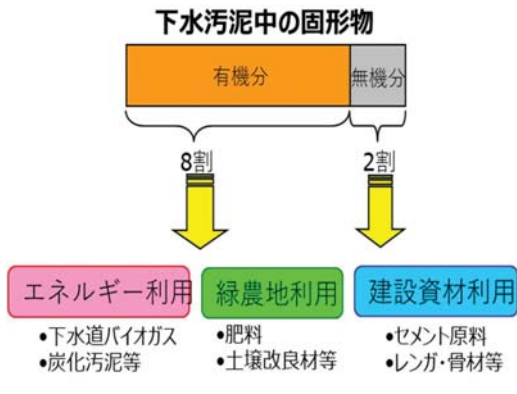 下水汚泥中の固形物
有機分
無機分
8割
2割
エネルギー利用
緑農地利用
建設資材利用
•下水道バイオガス
•炭化汚泥等
•肥料
•土壌改良材等
•セメント原料
•レンガ・骨材等